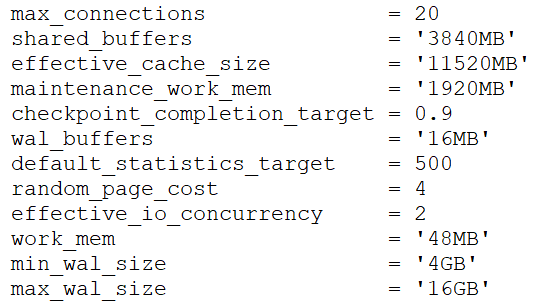 max_connections = 20
shared_buffers = '3840MB'
effective_cache_size = '11520MB'
maintenance_work_mem = '1920MB'
checkpoint_completion_target = 0.9
wal_buffers = '16MB'
default_statistics_target = 500
random_page_cost = 4
effective_io_concurrency = 2
work_mem = '48MB'
min_wal_size = '4GB'
max_wal_size = '16GB'